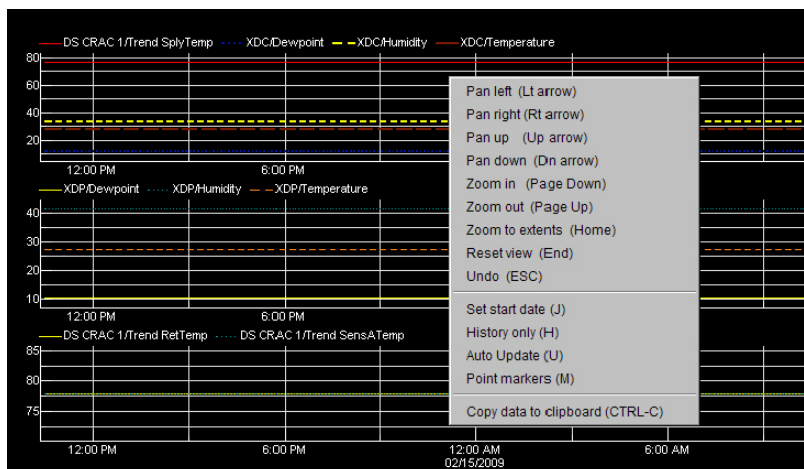 DS CRAC 1/Trend SplyTemp XDC/Dewpoint XDC/Humidity XDC/Temperature
80
60
40
20
12:00 PM 6:00 PM
XDP/Dewpoint XDP/Humidity XDP/Temperature
40
30
20
10
12:00 PM 6:00 PM
DS CRAC 1/Trend RetTemp DS CRAC 1/Trend SensATemp
85
80
75
12:00 PM 6:00 PM 12:00 AM 6:00 AM
02/15/2009
Pan left (Lt arrow)
Pan right (Rt arrow)
Pan up (Up arrow)
Pan down (Dn arrow)
Zoom in (Page Down)
Zoom out (Page Up)
Zoom to extents (Home)
Reset view (End)
Undo (ESC)
Set start date (J)
History only (H)
Auto Update (U)
Point markers (M)
Copy data to clipboard (CTRL-C)